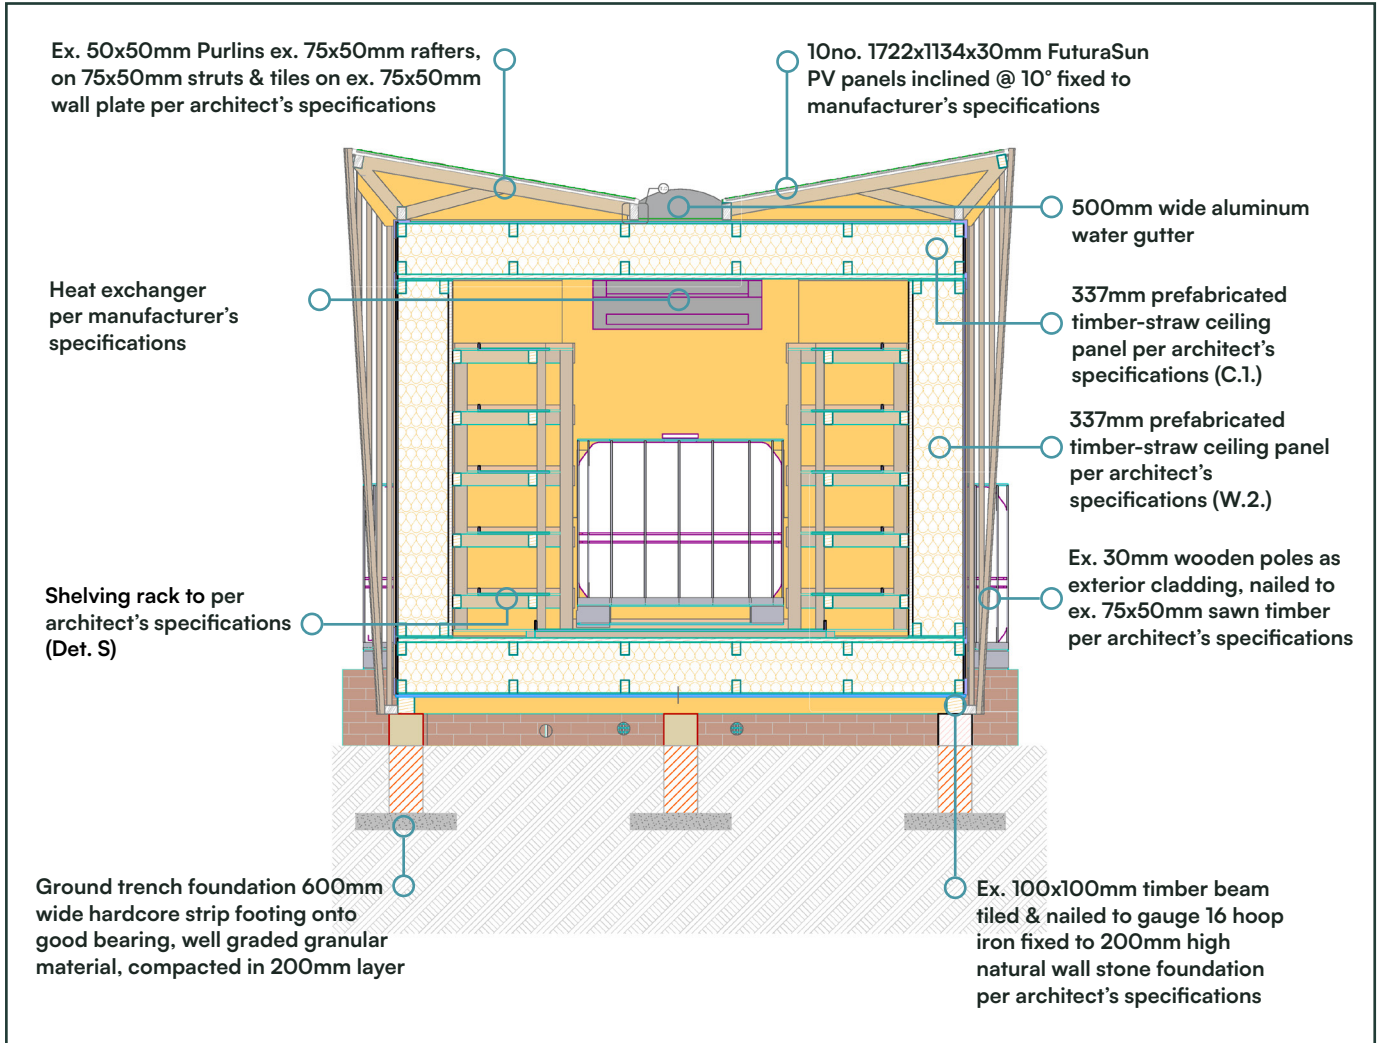 Ex. 50x50mm Purlins ex. 75x50mm rafters,
on 75x50mm struts & tiles on ex. 75x50mm
wall plate per architect's specifications
10no. 1722x1134x30mm FuturaSun
PV panels inclined @ 10° fixed to
manufacturer's specifications
500mm wide aluminum
water gutter
Heat exchanger
per manufacturer's
specifications
337mm prefabricated
timber-straw ceiling
panel per architect's
specifications (C.1.)
337mm prefabricated
timber-straw ceiling panel
per architect's
specifications (W.2.)
Ex. 30mm wooden poles as
exterior cladding, nailed to
ex. 75x50mm sawn timber
per architect's specifications
Shelving rack to per
architect's specifications
(Det. S)
Ground trench foundation 600mm
wide hardcore strip footing onto
good bearing, well graded granular
material, compacted in 200mm layer
Ex. 100x100mm timber beam
tiled & nailed to gauge 16 hoop
iron fixed to 200mm high
natural wall stone foundation
per architect's specifications